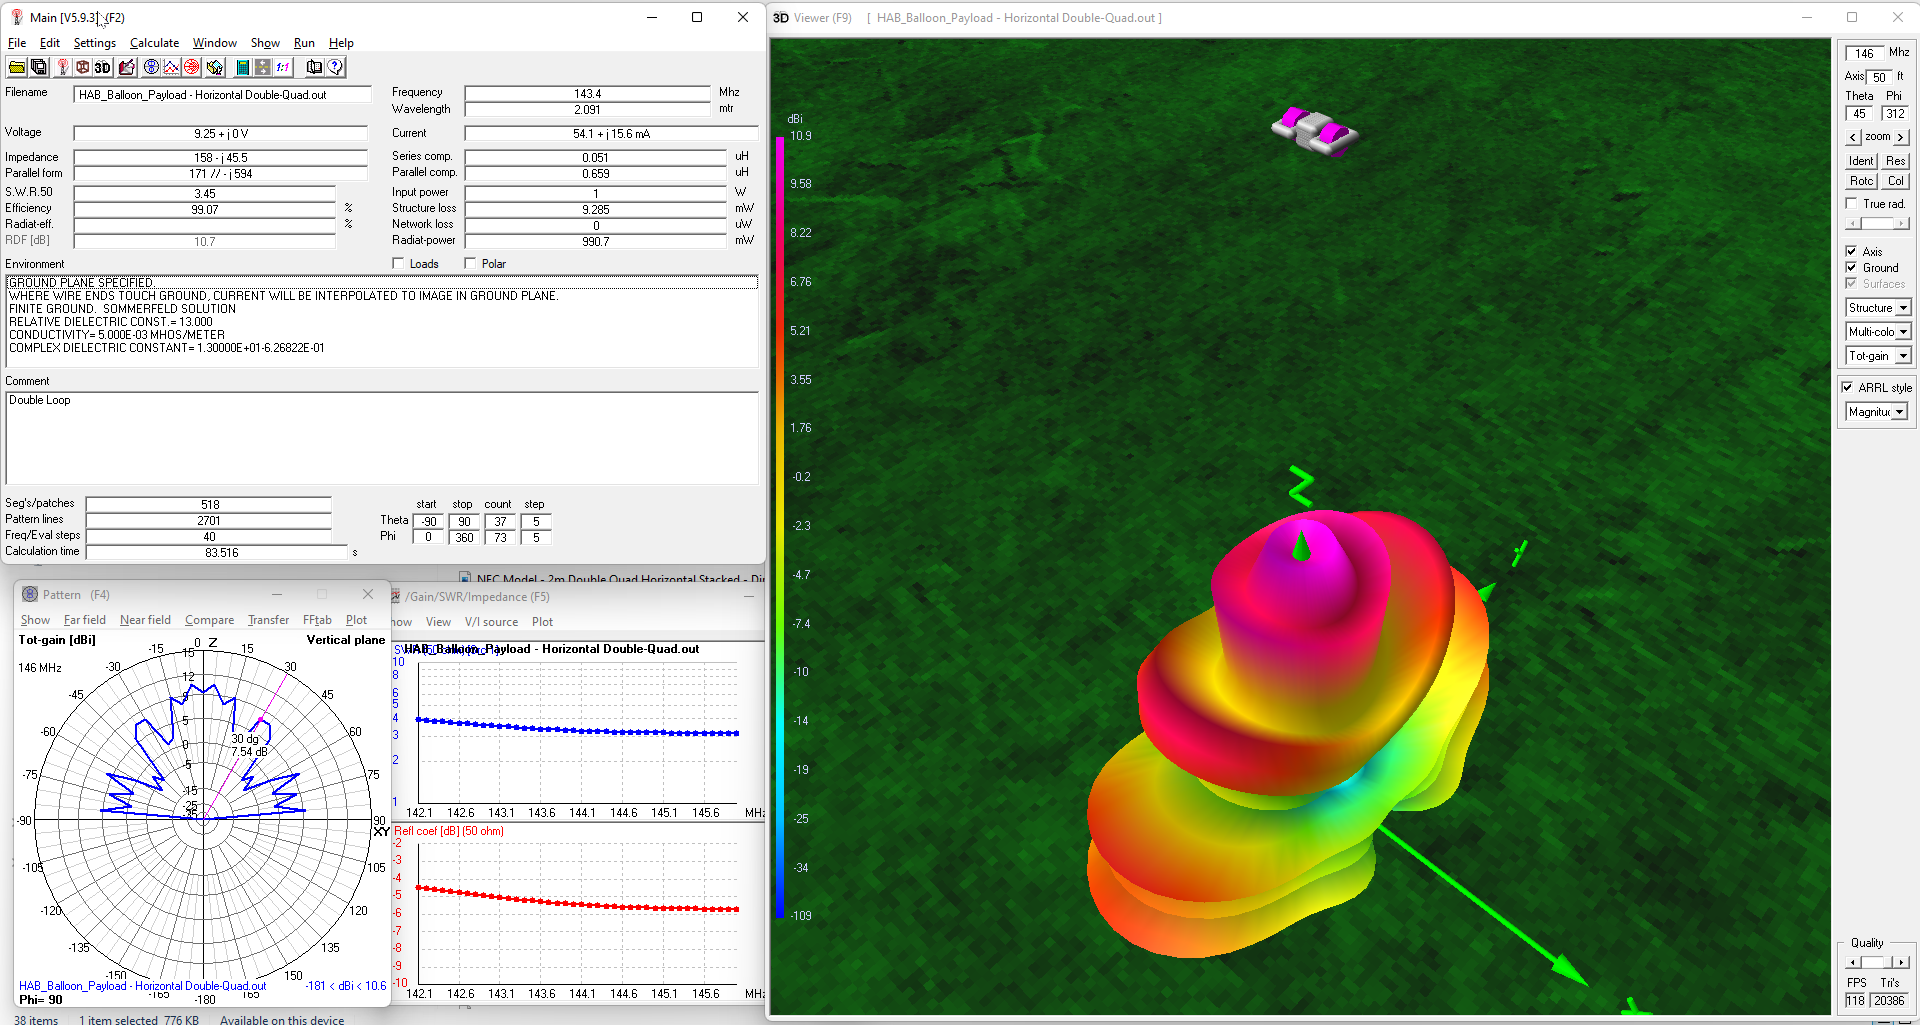 Main [V5.9.3] (F2)
File Edit Settings Calculate Window Show Run Help
3D 1:1
Filename HAB_Balloon_Payload - Horizontal Double-Quad.out
Frequency 143.4 Mhz
Wavelength 2.091 mtr
Voltage 9.25 + j 0 V
Current 54.1 + j 15.6 mA
Impedance 158 - j 45.5
Series comp. 0.051 uH
Parallel form 171 // - j 594
Parallel comp. 0.659 uH
S.W.R.50 3.45
Input power 1 W
Efficiency 99.07 %
Structure loss 9.285 mW
Radiat-eff. %
Network loss 0 uW
RDF [dB] 10.7
Radiat-power 990.7 mW
Environment
Loads Polar
GROUND PLANE SPECIFIED.
WHERE WIRE ENDS TOUCH GROUND, CURRENT WILL BE INTERPOLATED TO IMAGE IN GROUND PLANE.
FINITE GROUND. SOMMERFELD SOLUTION
RELATIVE DIELECTRIC CONST.= 13.000
CONDUCTIVITY= 5.000E-03 MHOS/METER
COMPLEX DIELECTRIC CONSTANT= 1.30000E+01-6.26822E-01
Comment
Double Loop
Seg's/patches 518
Pattern lines 2701
Freq/Eval steps 40
Calculation time 83.516 s
start stop count step
Theta -90 90 37 5
Phi 0 360 73 5
NEC Model - 2m Double Quad Horizontal Stacked - Di
Pattern (F4)
Show Far field Near field Compare Transfer FFtab Plot
Tot-gain [dBi] Vertical plane
146 MHz
0 Z
-15 15
-30 30
-45 45
-60 60
-75 75
-90 90
XY
-105 105
-120 120
-135 135
-150 150
-165 165
-180
15
12
9
5
0
-5
-15
-25
30 dg
7.54 dB
HAB_Balloon_Payload - Horizontal Double-Quad.out -181 < dBi < 10.6
Phi= 90
/Gain/SWR/Impedance (F5)
how View V/I source Plot
HAB_Balloon_Payload - Horizontal Double-Quad.out
10
8
6
5
4
3
2
1
142.1 142.6 143.1 143.6 144.1 144.6 145.1 145.6 MHz
Refl coef [dB] (50 ohm)
-2
-3
-4
-5
-6
-7
-8
-9
-10
142.1 142.6 143.1 143.6 144.1 144.6 145.1 145.6 MHz
38 items 1 item selected 776 KB Available on this device
3D Viewer (F9) [ HAB_Balloon_Payload - Horizontal Double-Quad.out ]
dBi
10.9
9.58
8.22
6.76
5.21
3.55
1.76
-0.2
-2.3
-4.7
-7.4
-10
-14
-19
-25
-34
-109
Z
Y
146 Mhz
Axis 50 ft
Theta Phi
45 312
< zoom >
Ident Res
Rotc Col
True rad.
Axis
Ground
Surfaces
Structure
Multi-colo
Tot-gain
ARRL style
Magnituc
Quality
FPS Tri's
118 20386